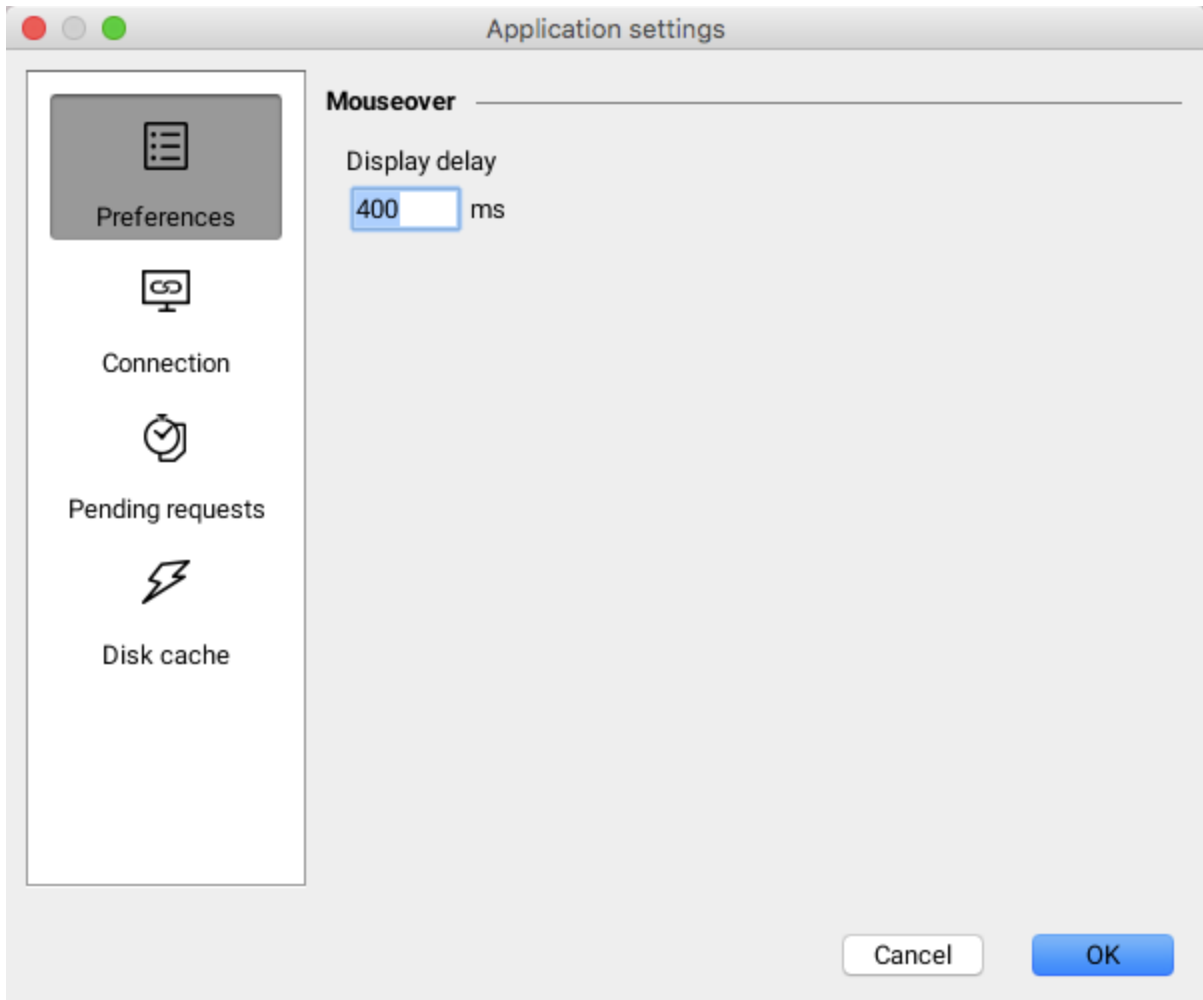 Application settings
Preferences
Connection
Pending requests
Disk cache
Mouseover
Display delay
400 ms
Cancel
OK